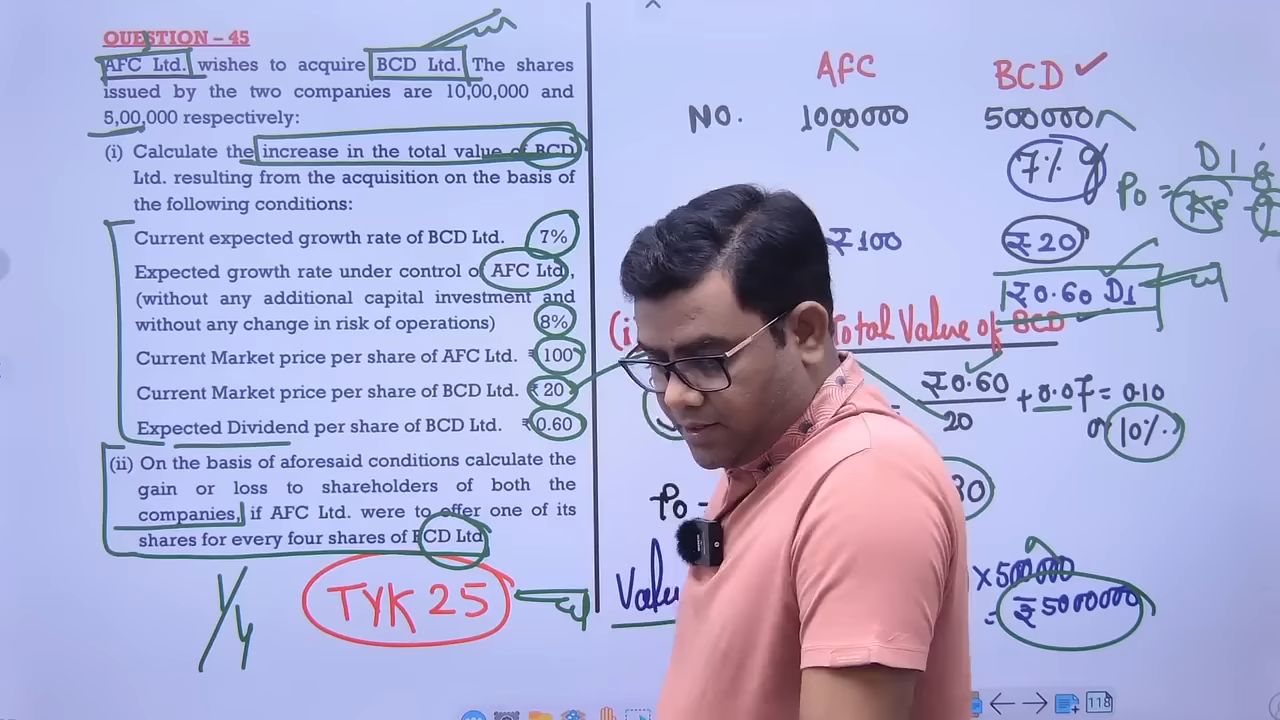 QUESTION – 45
AFC Ltd. wishes to acquire BCD Ltd. The shares
issued by the two companies are 10,00,000 and
5,00,000 respectively:
(i) Calculate the increase in the total value of BCD
Ltd. resulting from the acquisition on the basis of
the following conditions:
Current expected growth rate of BCD Ltd. 7%
Expected growth rate under control of AFC Ltd.,
(without any additional capital investment and
without any change in risk of operations) 8%
Current Market price per share of AFC Ltd. ₹ 100
Current Market price per share of BCD Ltd. ₹ 20
Expected Dividend per share of BCD Ltd. ₹ 0.60
(ii) On the basis of aforesaid conditions calculate the
gain or loss to shareholders of both the
companies, if AFC Ltd. were to offer one of its
shares for every four shares of BCD Ltd.
1/4
TYK 25
AFC BCD
NO. 1000000 500000
7% g
Po = D1
Ke - g
₹100 ₹20
₹0.60 D1
(i Total Value of BCD
= ₹0.60
20
+ 0.07 = 0.10
or 10%.
Po = 30
Value
×500000
= ₹5000000
118